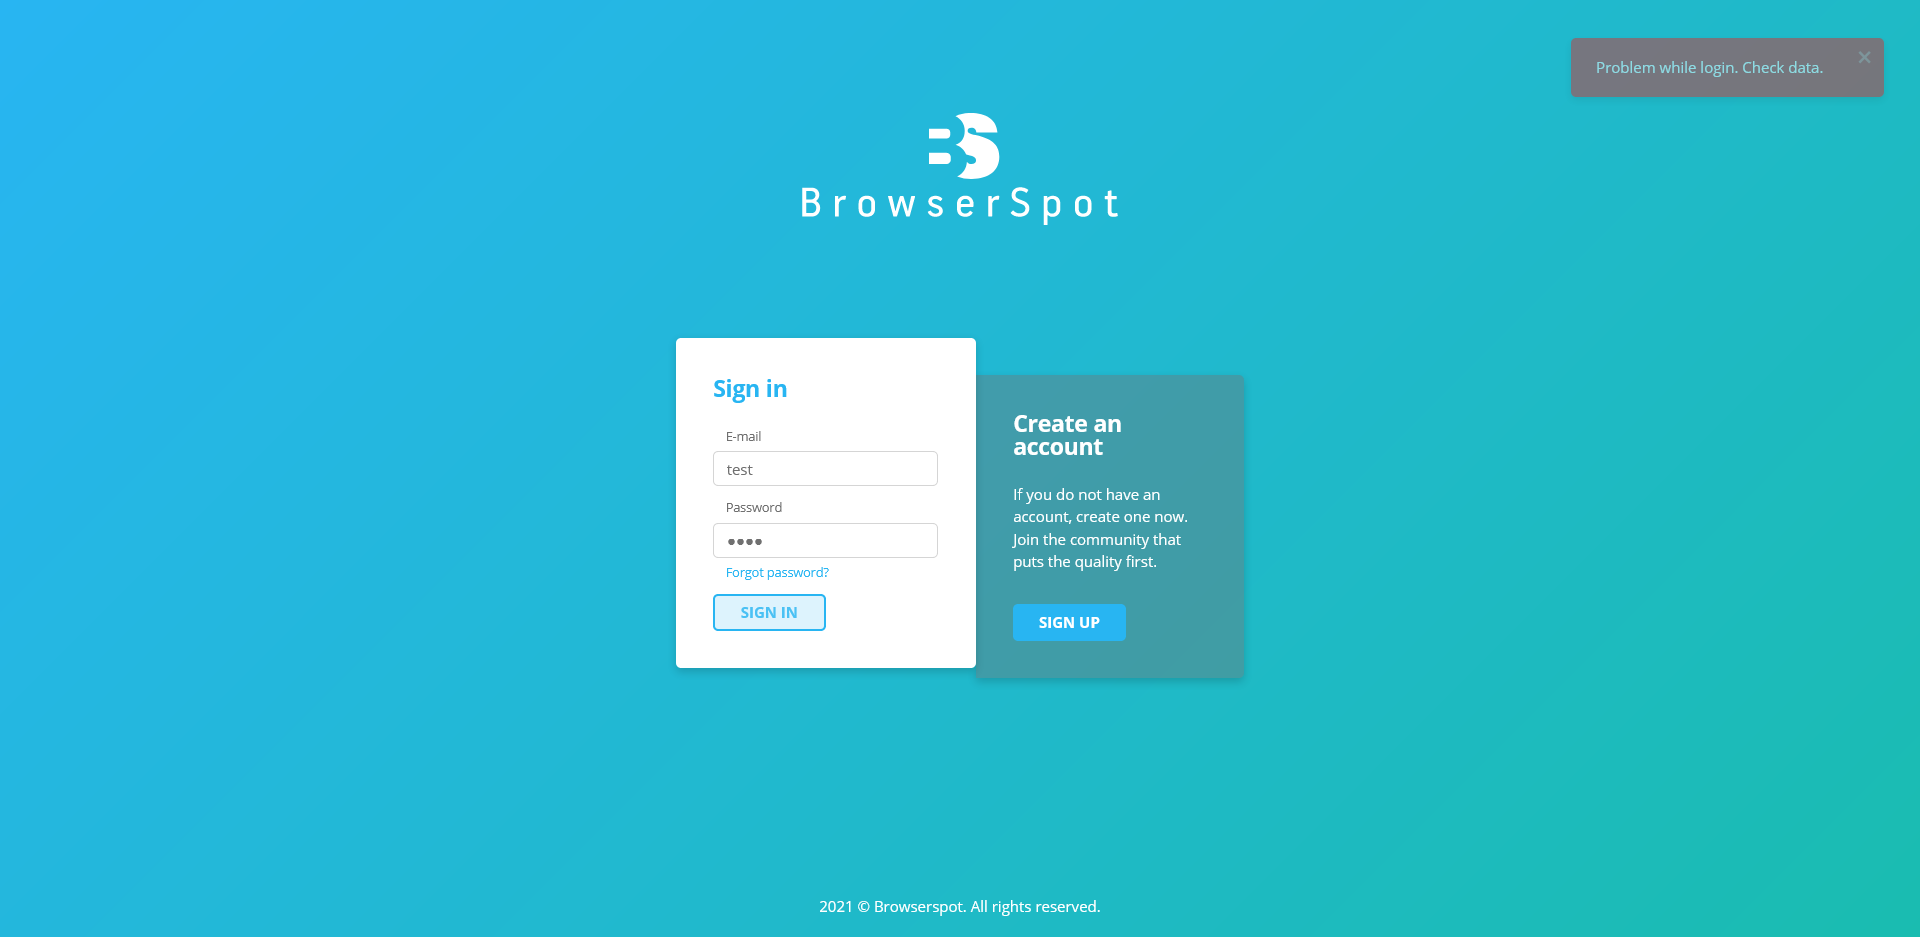 Problem while login. Check data.
BS
BrowserSpot
Sign in
E-mail
test
Password
Forgot password?
SIGN IN
Create an
account
If you do not have an
account, create one now.
Join the community that
puts the quality first.
SIGN UP
2021 © Browserspot. All rights reserved.